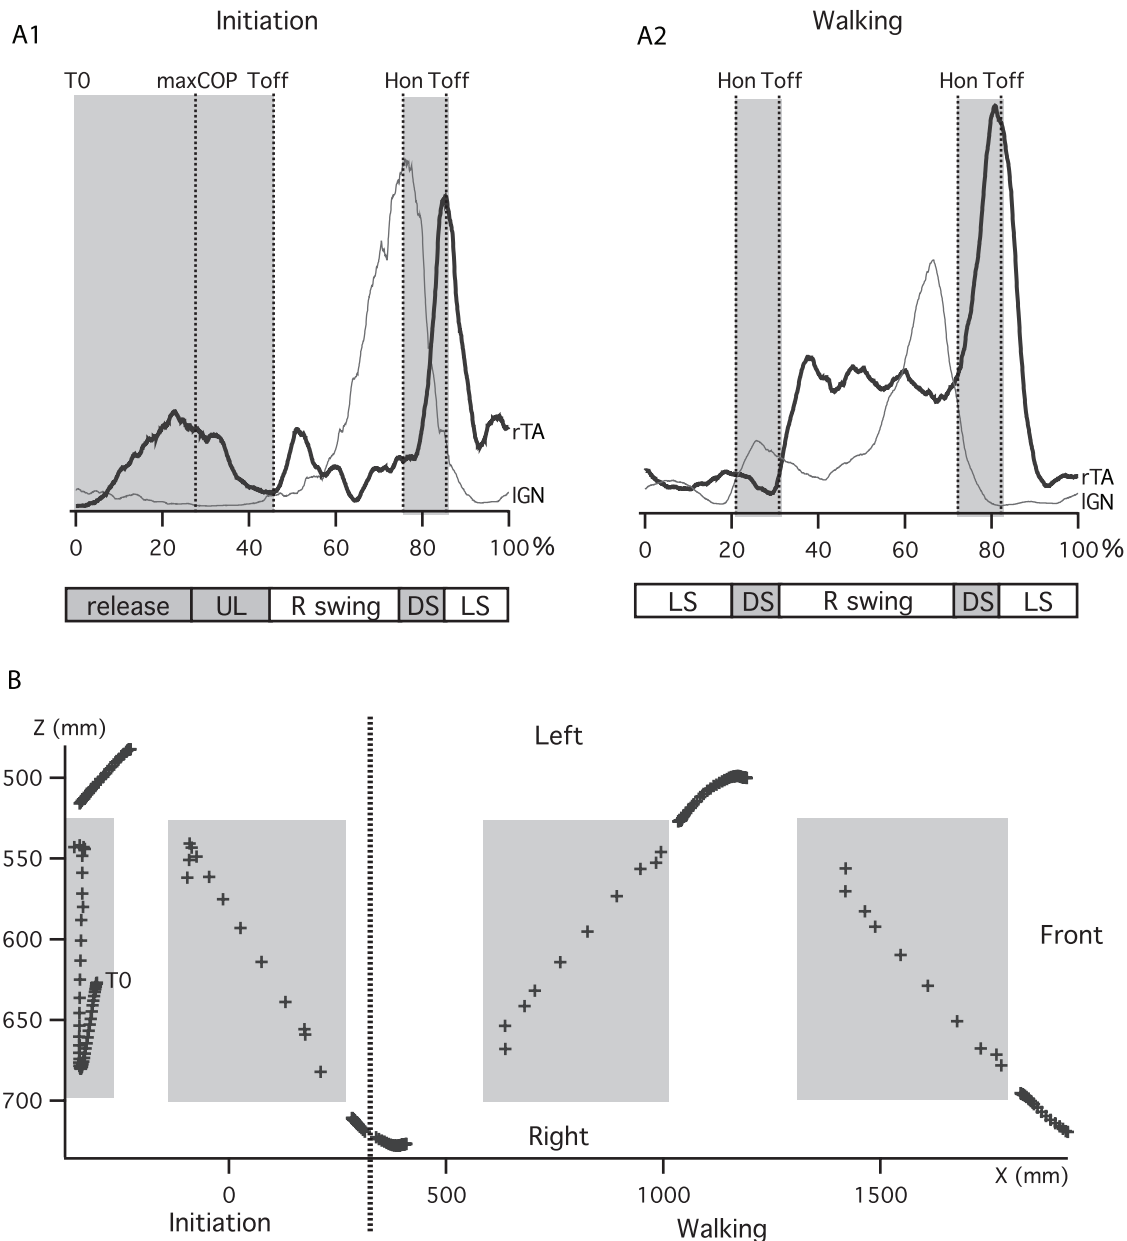 Initiation
A1
T0 maxCOP Toff Hon Toff
rTA
lGN
0 20 40 60 80 100 %
release UL R swing DS LS
Walking
A2
Hon Toff Hon Toff
rTA
lGN
0 20 40 60 80 100 %
LS DS R swing DS LS
B
Z (mm)
Left
500
550
600
Front
T0
650
700
Right
X (mm)
0 500 1000 1500
Initiation Walking